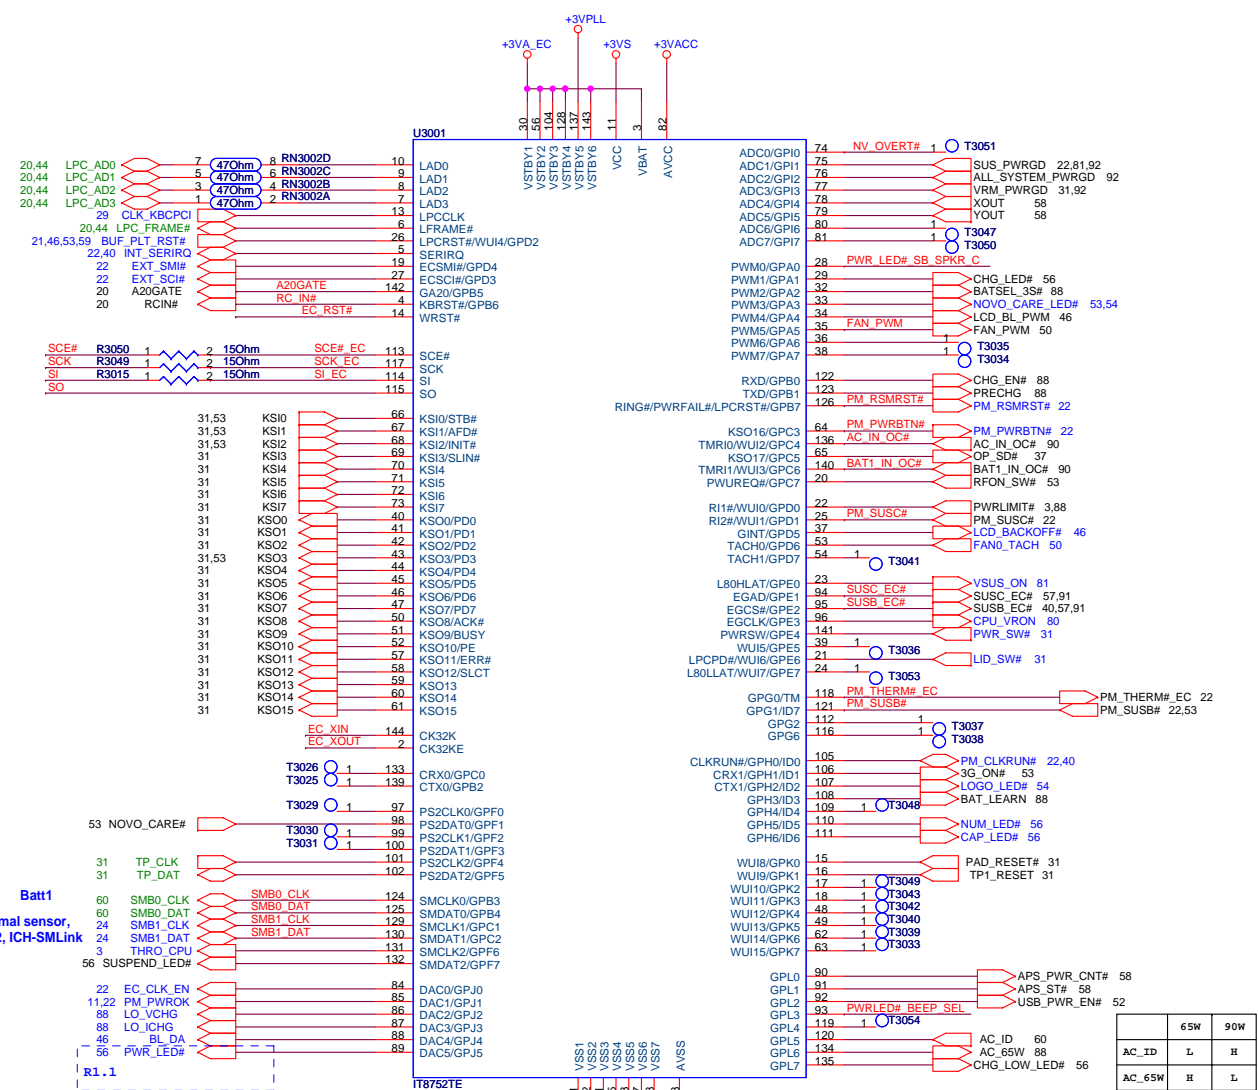 +3VPLL
+3VA_EC +3VS +3VACC
30 56 104 128 137 143 11 3 82
U3001
VSTBY1 VSTBY2 VSTBY3 VSTBY4 VSTBY5 VSTBY6 VCC VBAT AVCC
20,44 LPC_AD0 7 47Ohm 8 RN3002D 10 LAD0
20,44 LPC_AD1 5 47Ohm 6 RN3002C 9 LAD1
20,44 LPC_AD2 3 47Ohm 4 RN3002B 8 LAD2
20,44 LPC_AD3 1 47Ohm 2 RN3002A 7 LAD3
29 CLK_KBCPCI 13 LPCCLK
20,44 LPC_FRAME# 6 LFRAME#
21,46,53,59 BUF_PLT_RST# 26 LPCRST#/WUI4/GPD2
22,40 INT_SERIRQ 5 SERIRQ
22 EXT_SMI# 19 ECSMI#/GPD4
22 EXT_SCI# 27 ECSCI#/GPD3
20 A20GATE A20GATE 142 GA20/GPB5
20 RCIN# RC_IN# 4 KBRST#/GPB6
EC_RST# 14 WRST#
SCE# R3050 1 2 15Ohm SCE#_EC 113 SCE#
SCK R3049 1 2 15Ohm SCK_EC 117 SCK
SI R3015 1 2 15Ohm SI_EC 114 SI
SO 115 SO
31,53 KSI0 66 KSI0/STB#
31,53 KSI1 67 KSI1/AFD#
31,53 KSI2 68 KSI2/INIT#
31 KSI3 69 KSI3/SLIN#
31 KSI4 70 KSI4
31 KSI5 71 KSI5
31 KSI6 72 KSI6
31 KSI7 73 KSI7
31 KSO0 40 KSO0/PD0
31 KSO1 41 KSO1/PD1
31 KSO2 42 KSO2/PD2
31,53 KSO3 43 KSO3/PD3
31 KSO4 44 KSO4/PD4
31 KSO5 45 KSO5/PD5
31 KSO6 46 KSO6/PD6
31 KSO7 47 KSO7/PD7
31 KSO8 50 KSO8/ACK#
31 KSO9 51 KSO9/BUSY
31 KSO10 52 KSO10/PE
31 KSO11 57 KSO11/ERR#
31 KSO12 58 KSO12/SLCT
31 KSO13 59 KSO13
31 KSO14 60 KSO14
31 KSO15 61 KSO15
EC_XIN 144 CK32K
EC_XOUT 2 CK32KE
T3026 1 133 CRX0/GPC0
T3025 1 139 CTX0/GPB2
T3029 1 97 PS2CLK0/GPF0
53 NOVO_CARE# 98 PS2DAT0/GPF1
T3030 1 99 PS2CLK1/GPF2
T3031 1 100 PS2DAT1/GPF3
31 TP_CLK 101 PS2CLK2/GPF4
31 TP_DAT 102 PS2DAT2/GPF5
Batt1
60 SMB0_CLK SMB0_CLK 124 SMCLK0/GPB3
60 SMB0_DAT SMB0_DAT 125 SMDAT0/GPB4
mal sensor,
24 SMB1_CLK SMB1_CLK 129 SMCLK1/GPC1
2, ICH-SMLink 24 SMB1_DAT SMB1_DAT 130 SMDAT1/GPC2
3 THRO_CPU 131 SMCLK2/GPF6
56 SUSPEND_LED# 132 SMDAT2/GPF7
22 EC_CLK_EN 84 DAC0/GPJ0
11,22 PM_PWROK 85 DAC1/GPJ1
88 LO_VCHG 86 DAC2/GPJ2
88 LO_ICHG 87 DAC3/GPJ3
46 BL_DA 88 DAC4/GPJ4
56 PWR_LED# 89 DAC5/GPJ5
R1.1
IT8752TE
ADC0/GPI0 74 NV_OVERT# 1 T3051
ADC1/GPI1 75 SUS_PWRGD 22,81,92
ADC2/GPI2 76 ALL_SYSTEM_PWRGD 92
ADC3/GPI3 77 VRM_PWRGD 31,92
ADC4/GPI4 78 XOUT 58
ADC5/GPI5 79 YOUT 58
ADC6/GPI6 80 1 T3047
ADC7/GPI7 81 1 T3050
PWM0/GPA0 28 PWR_LED#_SB_SPKR_C
PWM1/GPA1 29 CHG_LED# 56
PWM2/GPA2 32 BATSEL_3S# 88
PWM3/GPA3 33 NOVO_CARE_LED# 53,54
PWM4/GPA4 34 LCD_BL_PWM 46
PWM5/GPA5 35 FAN_PWM FAN_PWM 50
PWM6/GPA6 36 1 T3035
PWM7/GPA7 38 1 T3034
RXD/GPB0 122 CHG_EN# 88
TXD/GPB1 123 PRECHG 88
RING#/PWRFAIL#/LPCRST#/GPB7 126 PM_RSMRST# PM_RSMRST# 22
KSO16/GPC3 64 PM_PWRBTN# PM_PWRBTN# 22
TMRI0/WUI2/GPC4 136 AC_IN_OC# AC_IN_OC# 90
KSO17/GPC5 65 OP_SD# 37
TMRI1/WUI3/GPC6 140 BAT1_IN_OC# BAT1_IN_OC# 90
PWUREQ#/GPC7 20 RFON_SW# 53
RI1#/WUI0/GPD0 22 PWRLIMIT# 3,88
RI2#/WUI1/GPD1 25 PM_SUSC# PM_SUSC# 22
GINT/GPD5 37 LCD_BACKOFF# 46
TACH0/GPD6 53 FAN0_TACH 50
TACH1/GPD7 54 1 T3041
L80HLAT/GPE0 23 VSUS_ON 81
EGAD/GPE1 94 SUSC_EC# SUSC_EC# 57,91
EGCS#/GPE2 95 SUSB_EC# SUSB_EC# 40,57,91
EGCLK/GPE3 96 CPU_VRON 80
PWRSW/GPE4 141 PWR_SW# 31
WUI5/GPE5 39 1 T3036
LPCPD#/WUI6/GPE6 21 LID_SW# 31
L80LLAT/WUI7/GPE7 24 1 T3053
GPG0/TM 118 PM_THERM#_EC PM_THERM#_EC 22
GPG1/ID7 121 PM_SUSB# PM_SUSB# 22,53
GPG2 112 1 T3037
GPG6 116 1 T3038
CLKRUN#/GPH0/ID0 105 PM_CLKRUN# 22,40
CRX1/GPH1/ID1 106 3G_ON# 53
CTX1/GPH2/ID2 107 LOGO_LED# 54
GPH3/ID3 108 BAT_LEARN 88
GPH4/ID4 109 1 T3048
GPH5/ID5 110 NUM_LED# 56
GPH6/ID6 111 CAP_LED# 56
WUI8/GPK0 15 PAD_RESET# 31
WUI9/GPK1 16 TP1_RESET 31
WUI10/GPK2 17 1 T3049
WUI11/GPK3 18 1 T3043
WUI12/GPK4 48 1 T3042
WUI13/GPK5 49 1 T3040
WUI14/GPK6 62 1 T3039
WUI15/GPK7 63 1 T3033
GPL0 90 APS_PWR_CNT# 58
GPL1 91 APS_ST# 58
GPL2 92 USB_PWR_EN# 52
GPL3 93 PWRLED#_BEEP_SEL
GPL4 119 1 T3054
GPL5 120 AC_ID 60
GPL6 134 AC_65W 88
GPL7 135 CHG_LOW_LED# 56
VSS1 VSS2 VSS3 VSS4 VSS5 VSS6 VSS7 AVSS
65W 90W
AC_ID L H
AC_65W H L